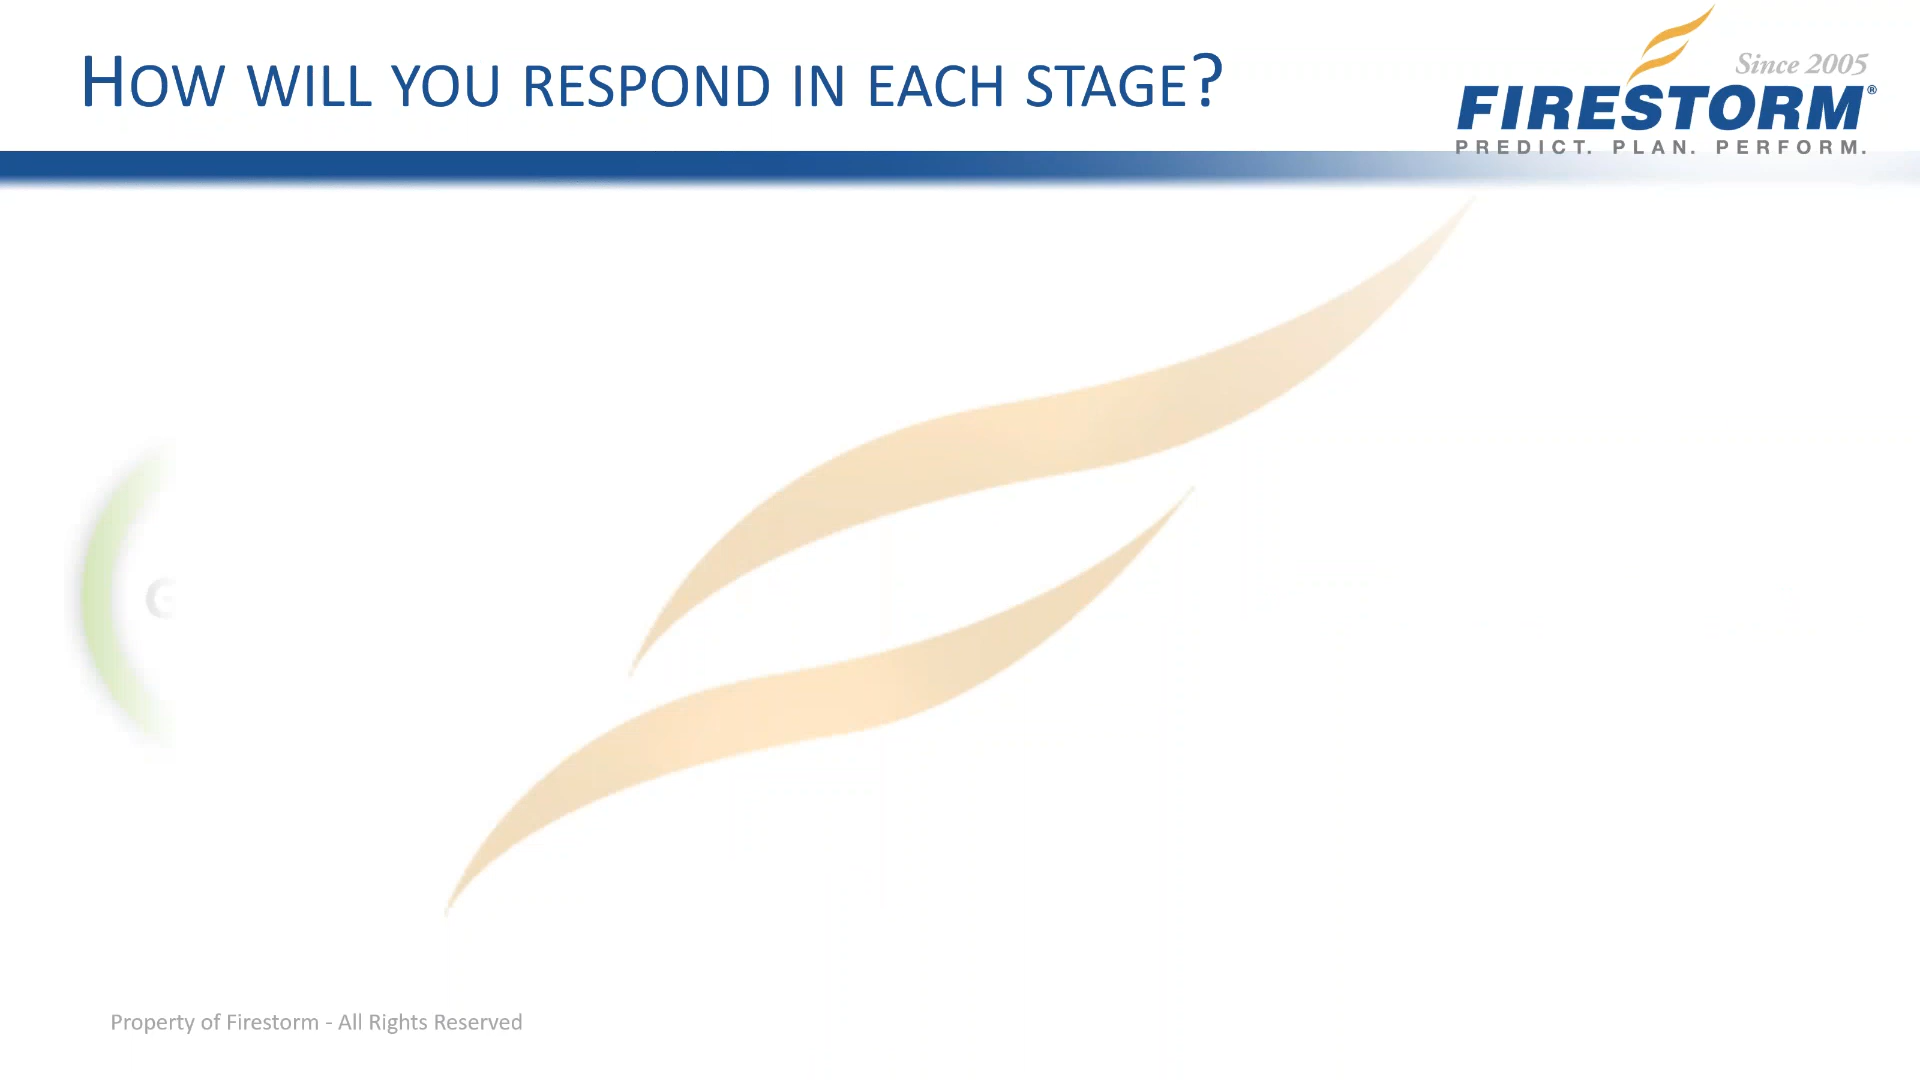 HOW WILL YOU RESPOND IN EACH STAGE?
Since 2005
FIRESTORM®
PREDICT. PLAN. PERFORM.
G
Property of Firestorm - All Rights Reserved